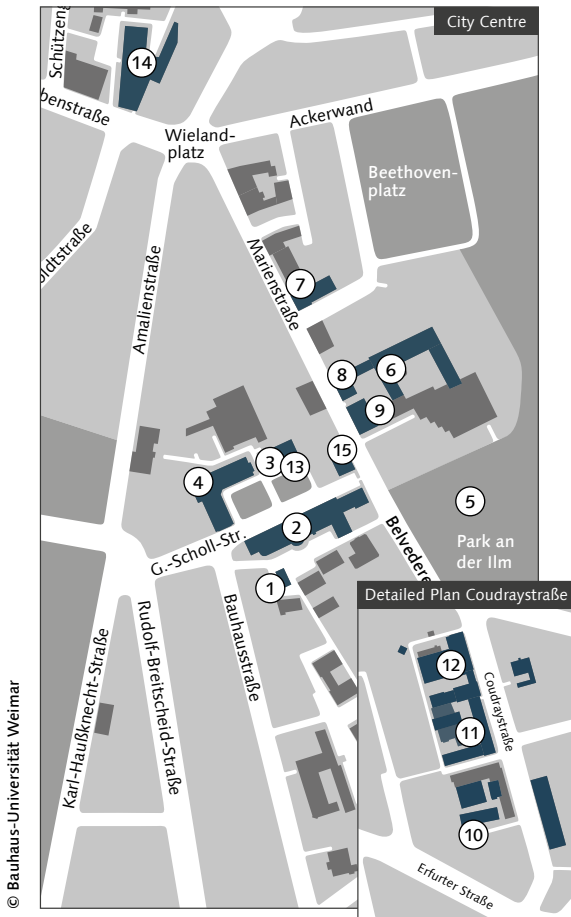 City Centre
Schützeng
14
benstraße
Wieland-
platz
Ackerwand
Beethoven-
platz
oldtstraße
Amalienstraße
Marienstraße
7
8
6
9
15
3
13
4
5
2
Park an
der Ilm
G.-Scholl-Str.
Belvedere
1
Bauhausstraße
Rudolf-Breitscheid-Straße
Karl-Haußknecht-Straße
Detailed Plan Coudraystraße
12
Coudraystraße
11
10
Erfurter Straße
© Bauhaus-Universität Weimar